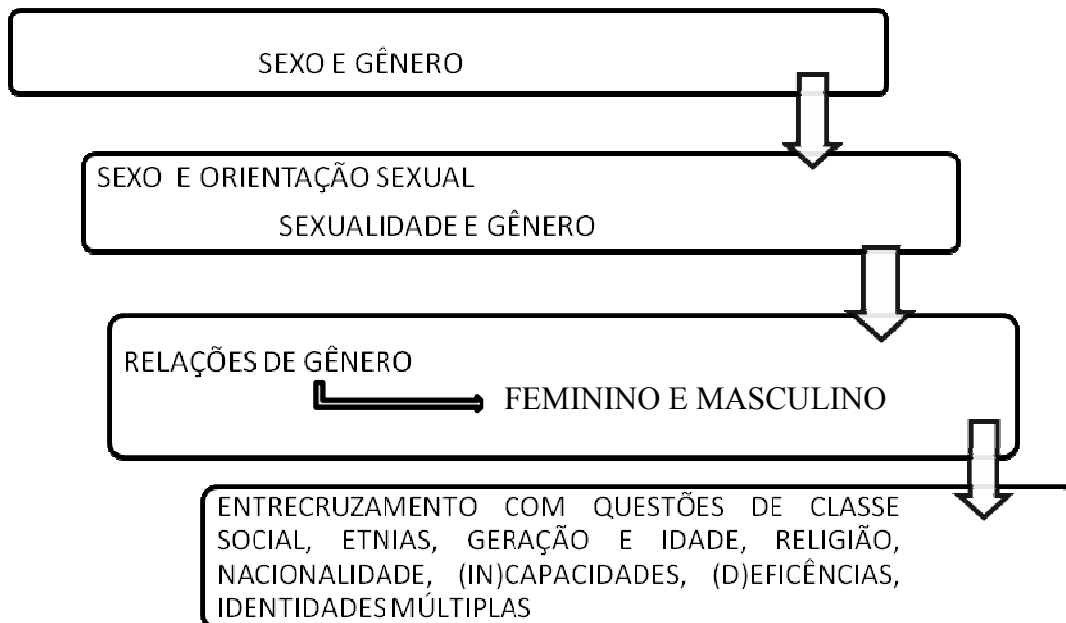 SEXO E GÊNERO
SEXO E ORIENTAÇÃO SEXUAL
SEXUALIDADE E GÊNERO
RELAÇÕES DE GÊNERO
FEMININO E MASCULINO
ENTRECRUZAMENTO COM QUESTÕES DE CLASSE
SOCIAL, ETNIAS, GERAÇÃO E IDADE, RELIGIÃO,
NACIONALIDADE, (IN)CAPACIDADES, (D)EFICÊNCIAS,
IDENTIDADES MÚLTIPLAS